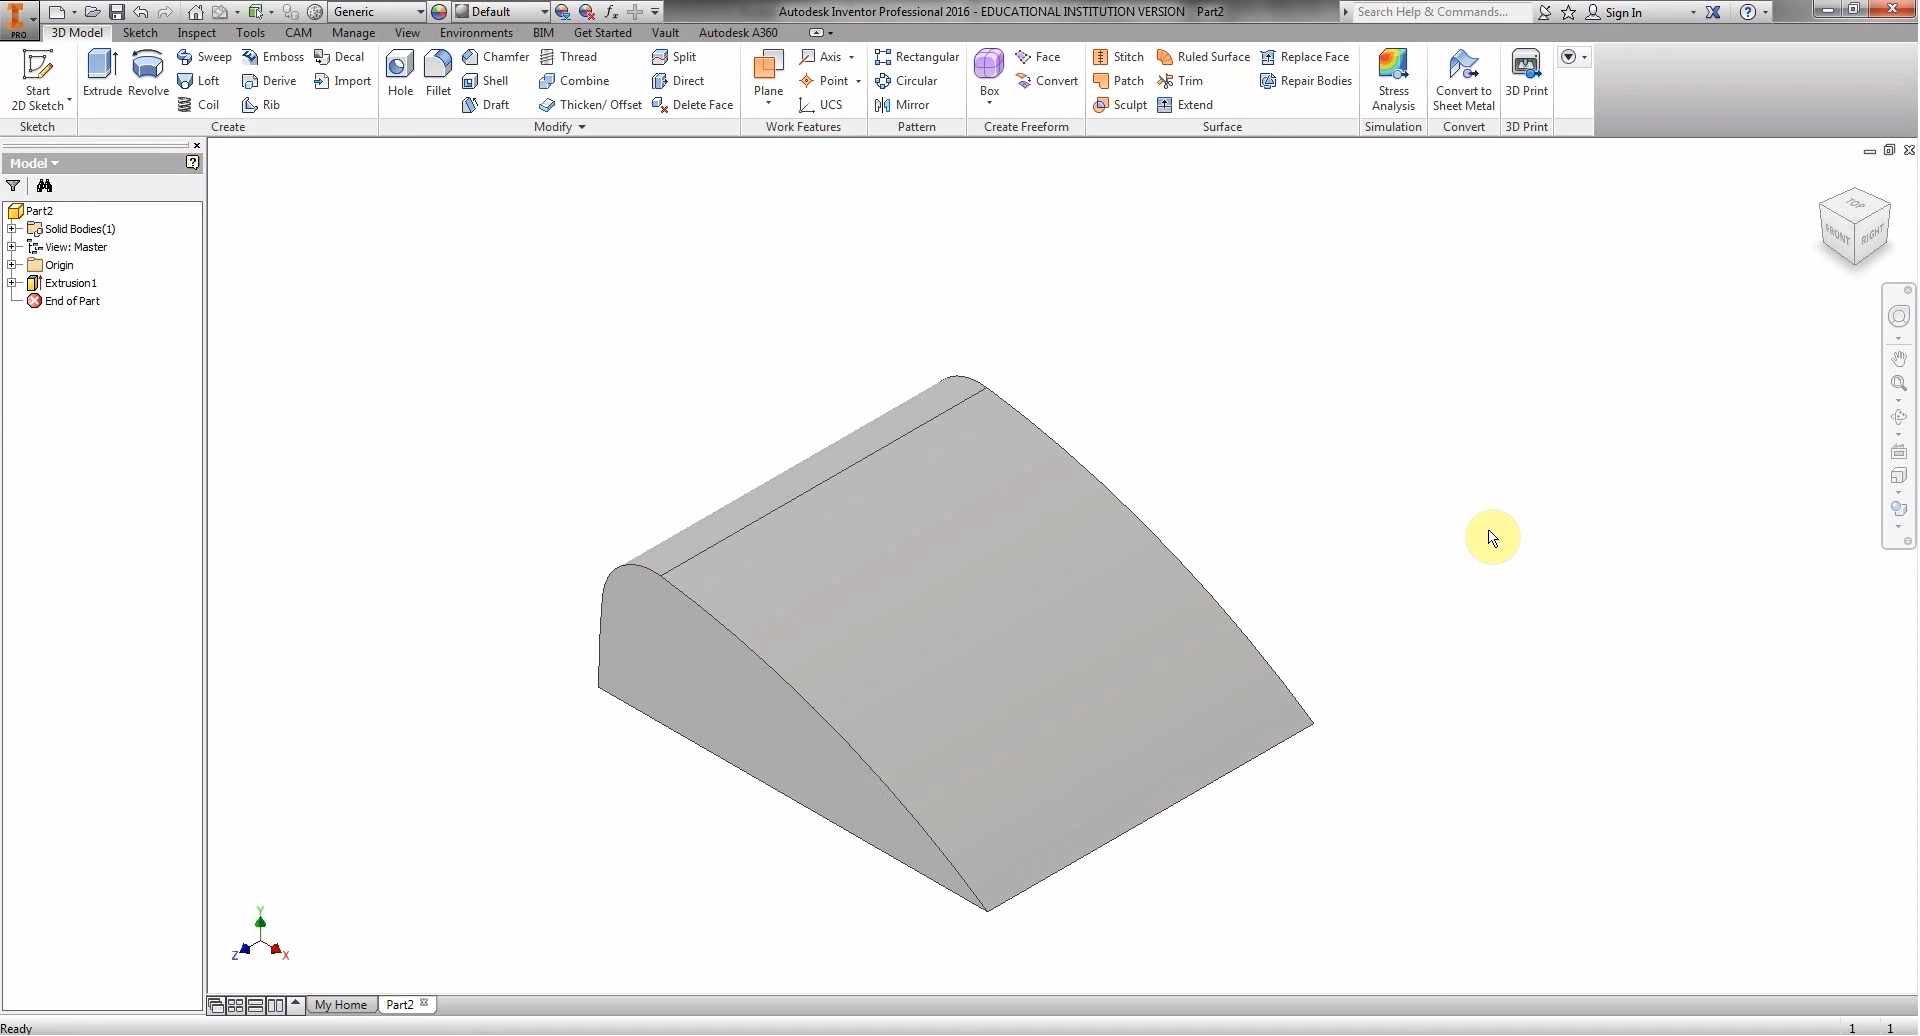 Generic
Default
Autodesk Inventor Professional 2016 - EDUCATIONAL INSTITUTION VERSION Part2
Search Help & Commands...
Sign In
PRO
3D Model Sketch Inspect Tools CAM Manage View Environments BIM Get Started Vault Autodesk A360
Start
2D Sketch
Sketch
Extrude
Revolve
Sweep
Loft
Coil
Emboss
Derive
Rib
Decal
Import
Create
Hole
Fillet
Chamfer
Shell
Draft
Thread
Combine
Thicken/ Offset
Split
Direct
Delete Face
Modify
Plane
Axis
Point
UCS
Work Features
Rectangular
Circular
Mirror
Pattern
Box
Face
Convert
Create Freeform
Stitch
Patch
Sculpt
Ruled Surface
Trim
Extend
Replace Face
Repair Bodies
Surface
Stress
Analysis
Simulation
Convert to
Sheet Metal
Convert
3D Print
3D Print
Model
Part2
Solid Bodies(1)
View: Master
Origin
Extrusion1
End of Part
TOP
FRONT
RIGHT
Y
Z
X
My Home
Part2
Ready
1 1